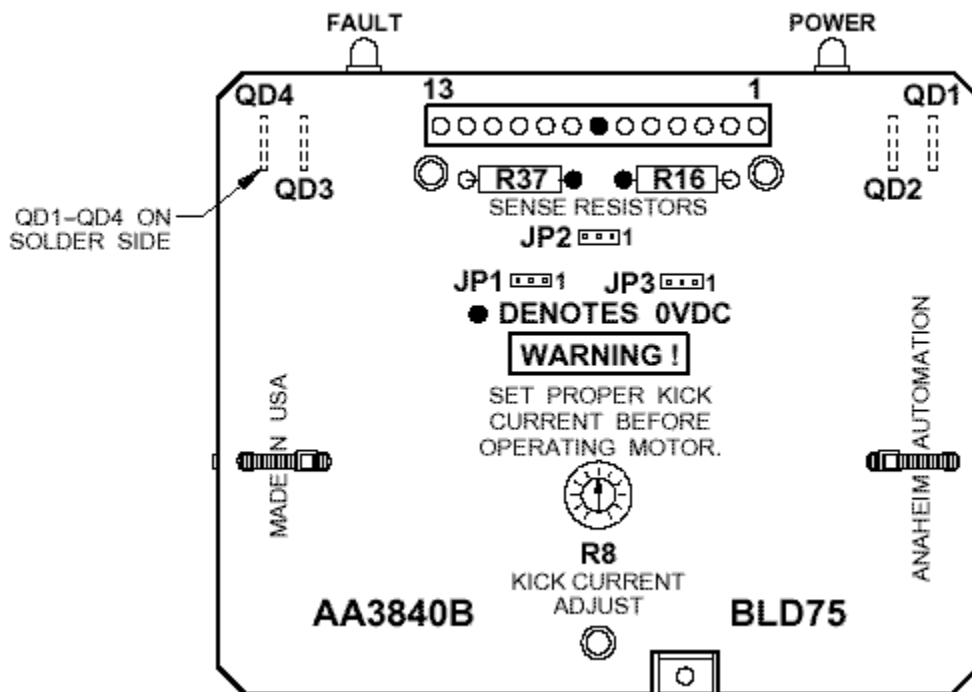 FAULT
POWER
QD4
13
1
QD1
QD3
R37
R16
QD2
SENSE RESISTORS
QD1-QD4 ON
SOLDER SIDE
JP2
1
JP1
1
JP3
1
DENOTES 0VDC
WARNING !
SET PROPER KICK
CURRENT BEFORE
OPERATING MOTOR.
MADE IN USA
ANAHEIM AUTOMATION
R8
KICK CURRENT
ADJUST
AA3840B
BLD75